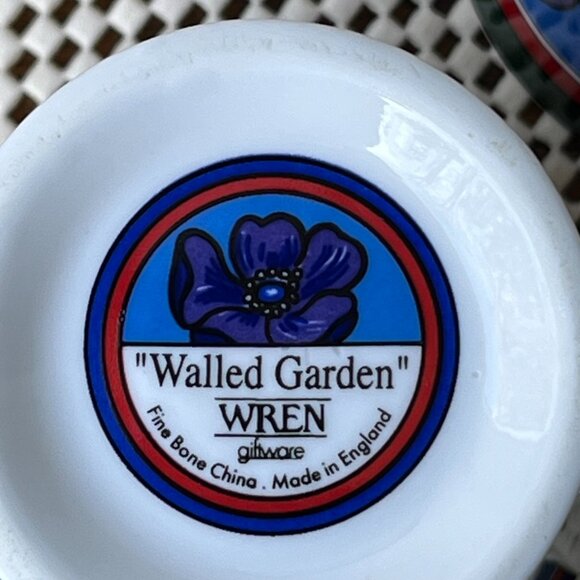 "Walled Garden"
WREN
giftware
Fine Bone China . Made in England